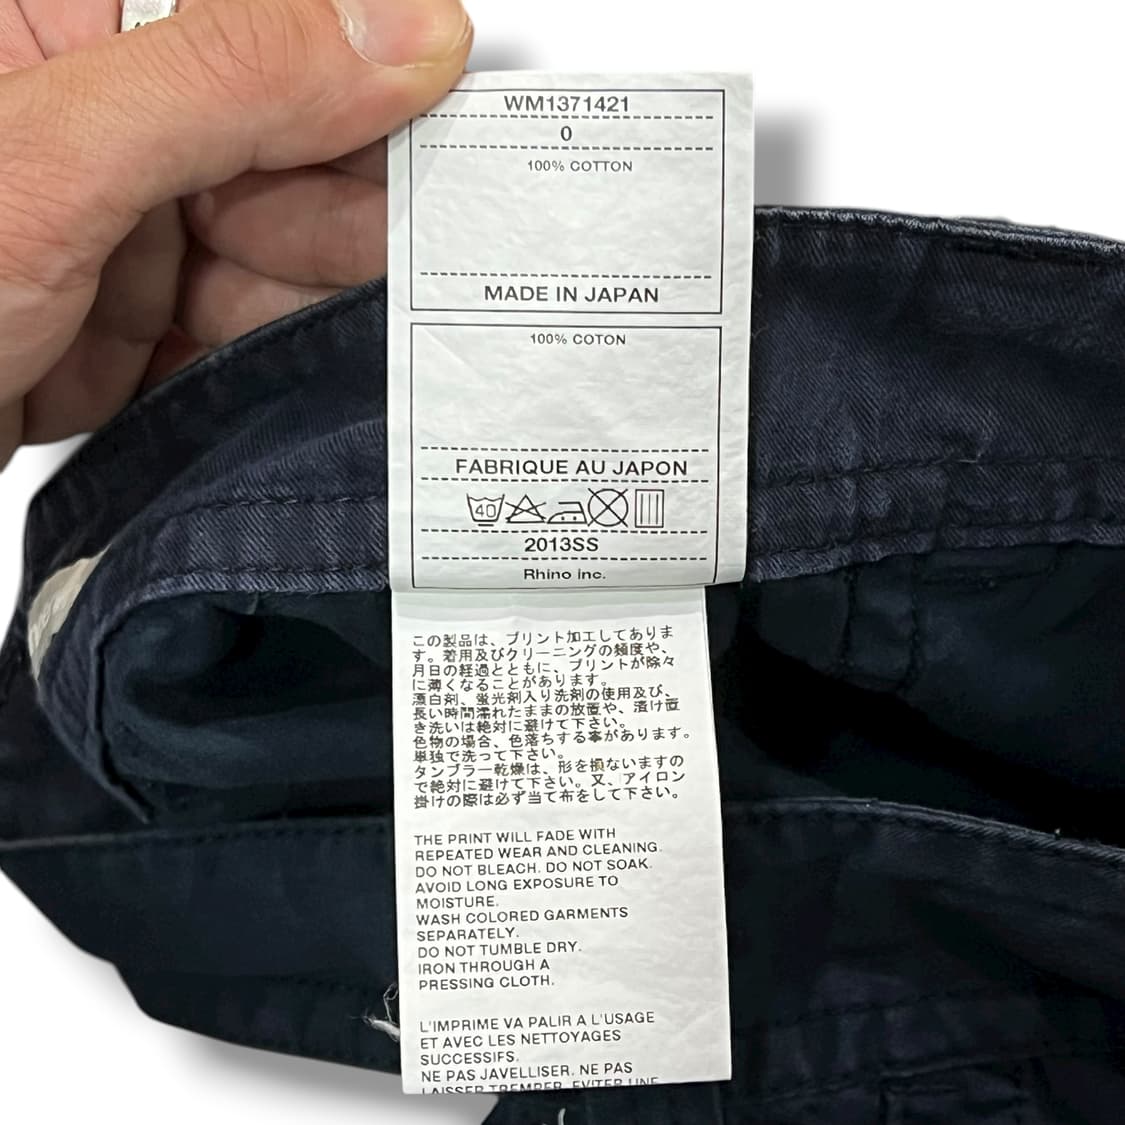 WM1371421
0
100% COTTON
MADE IN JAPAN
100% COTON
FABRIQUE AU JAPON
40
2013SS
Rhino inc.
この製品は、プリント加工してありま
す。着用及びクリーニングの頻度や、
月日の経過とともに、プリントが除々
に薄くなることがあります。
漂白剤、蛍光剤入り洗剤の使用及び、
長い時間濡れたままの放置や、漬け置
き洗いは絶対に避けて下さい。
色物の場合、色落ちする事があります。
単独で洗って下さい。
タンブラー乾燥は、形を損ないますの
で絶対に避けて下さい。又、アイロン
掛けの際は必ず当て布をして下さい。
THE PRINT WILL FADE WITH
REPEATED WEAR AND CLEANING.
DO NOT BLEACH. DO NOT SOAK.
AVOID LONG EXPOSURE TO
MOISTURE.
WASH COLORED GARMENTS
SEPARATELY.
DO NOT TUMBLE DRY.
IRON THROUGH A
PRESSING CLOTH.
L'IMPRIME VA PALIR A L'USAGE
ET AVEC LES NETTOYAGES
SUCCESSIFS.
NE PAS JAVELLISER. NE PAS
LAISSER TREMPER. EVITER UNE